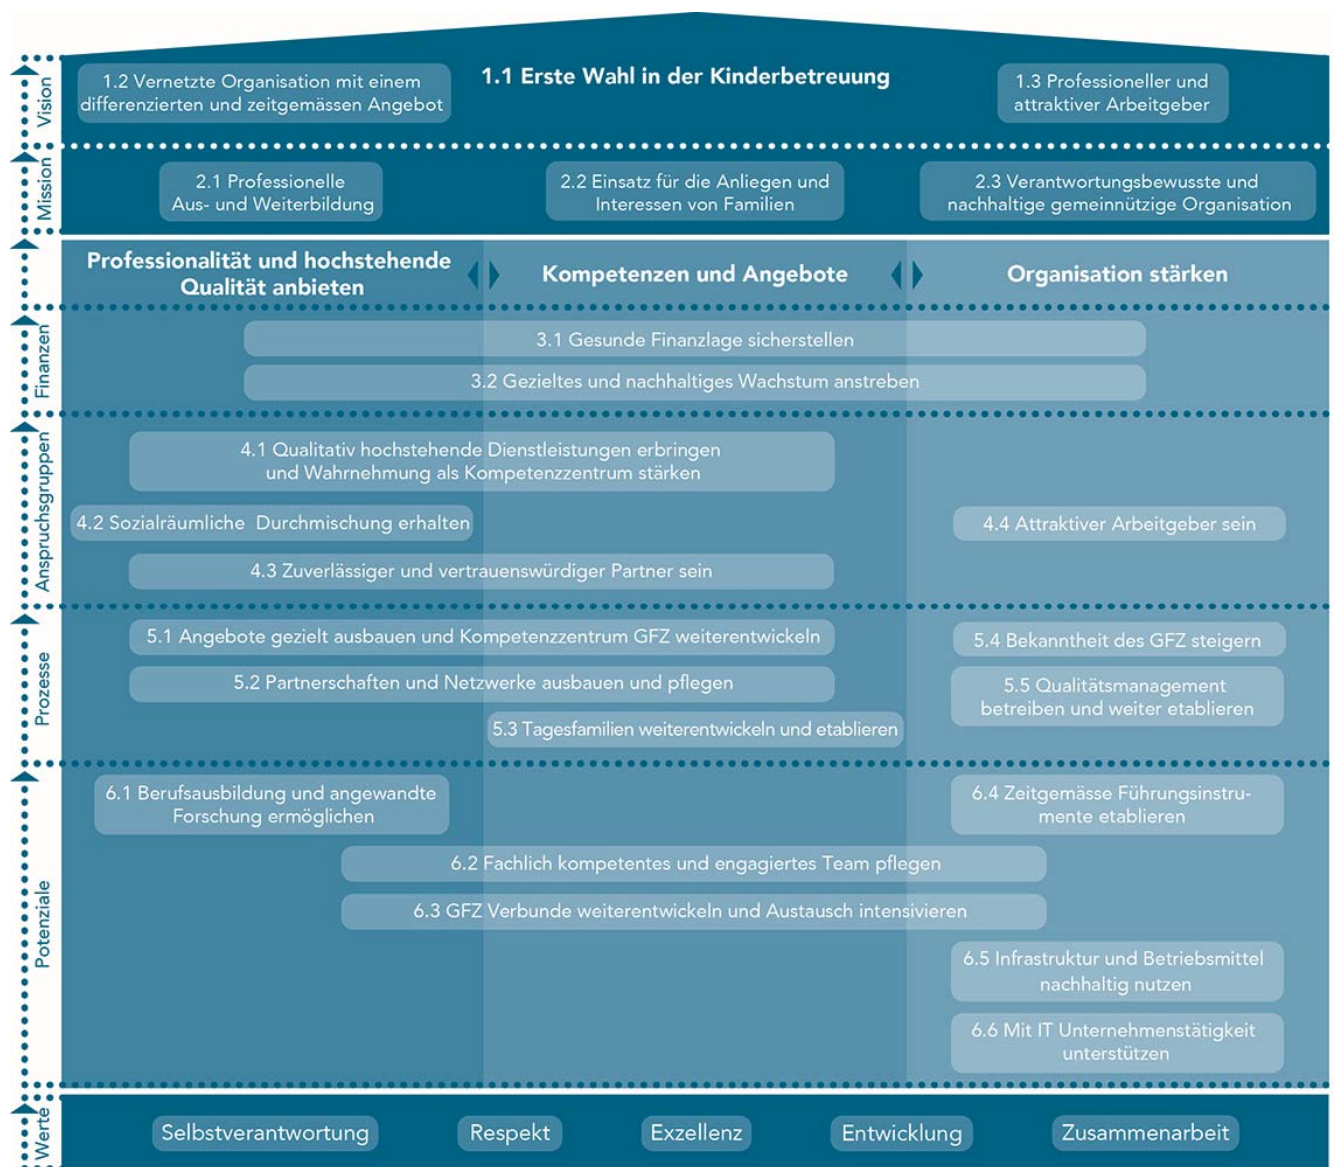 Vision
1.1 Erste Wahl in der Kinderbetreuung
1.2 Vernetzte Organisation mit einem
differenzierten und zeitgemässen Angebot
1.3 Professioneller und
attraktiver Arbeitgeber
Mission
2.1 Professionelle
Aus- und Weiterbildung
2.2 Einsatz für die Anliegen und
Interessen von Familien
2.3 Verantwortungsbewusste und
nachhaltige gemeinnützige Organisation
Professionalität und hochstehende
Qualität anbieten
Kompetenzen und Angebote
Organisation stärken
Finanzen
3.1 Gesunde Finanzlage sicherstellen
3.2 Gezieltes und nachhaltiges Wachstum anstreben
Anspruchsgruppen
4.1 Qualitativ hochstehende Dienstleistungen erbringen
und Wahrnehmung als Kompetenzzentrum stärken
4.2 Sozialräumliche Durchmischung erhalten
4.4 Attraktiver Arbeitgeber sein
4.3 Zuverlässiger und vertrauenswürdiger Partner sein
Prozesse
5.1 Angebote gezielt ausbauen und Kompetenzzentrum GFZ weiterentwickeln
5.4 Bekanntheit des GFZ steigern
5.2 Partnerschaften und Netzwerke ausbauen und pflegen
5.5 Qualitätsmanagement
betreiben und weiter etablieren
5.3 Tagesfamilien weiterentwickeln und etablieren
Potenziale
6.1 Berufsausbildung und angewandte
Forschung ermöglichen
6.4 Zeitgemässe Führungsinstru-
mente etablieren
6.2 Fachlich kompetentes und engagiertes Team pflegen
6.3 GFZ Verbunde weiterentwickeln und Austausch intensivieren
6.5 Infrastruktur und Betriebsmittel
nachhaltig nutzen
6.6 Mit IT Unternehmenstätigkeit
unterstützen
Werte
Selbstverantwortung
Respekt
Exzellenz
Entwicklung
Zusammenarbeit